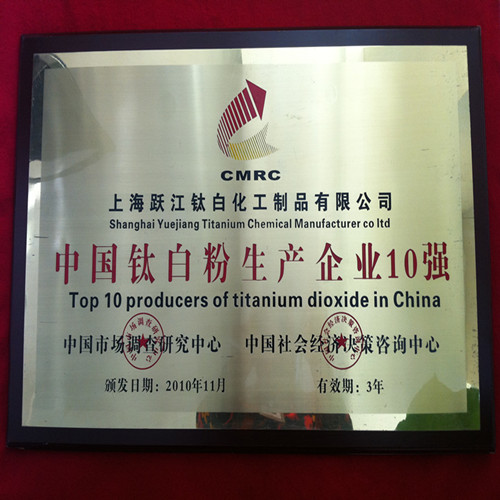 CMRC
上海跃江钛白化工制品有限公司
Shanghai Yuejiang Titanium Chemical Manufacturer co ltd
中国钛白粉生产企业10强
Top 10 producers of titanium dioxide in China
中国市场调查研究中心 中国社会经济决策咨询中心
颁发日期：2010年11月 有效期：3年